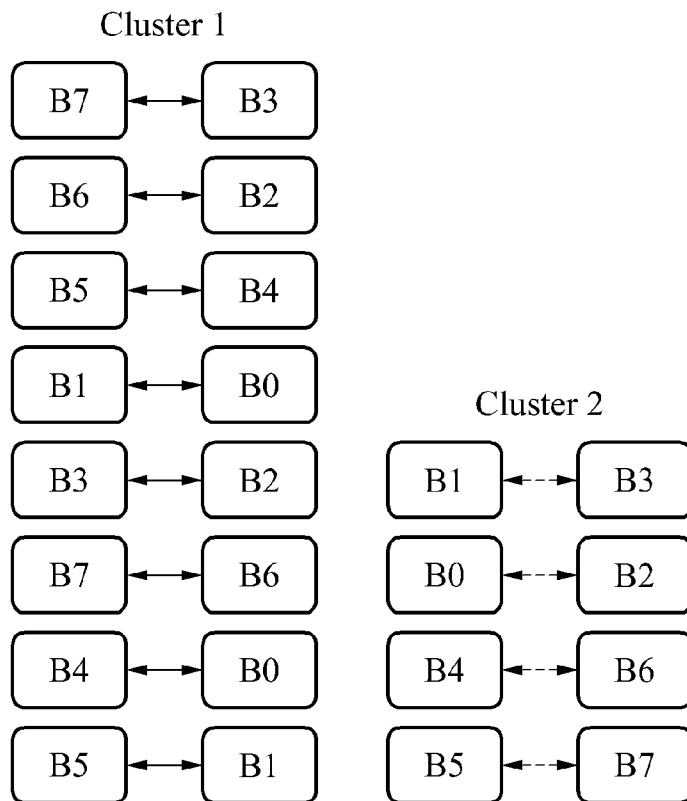 Cluster 1
B7 B3
B6 B2
B5 B4
B1 B0
Cluster 2
B3 B2 B1 B3
B7 B6 B0 B2
B4 B0 B4 B6
B5 B1 B5 B7